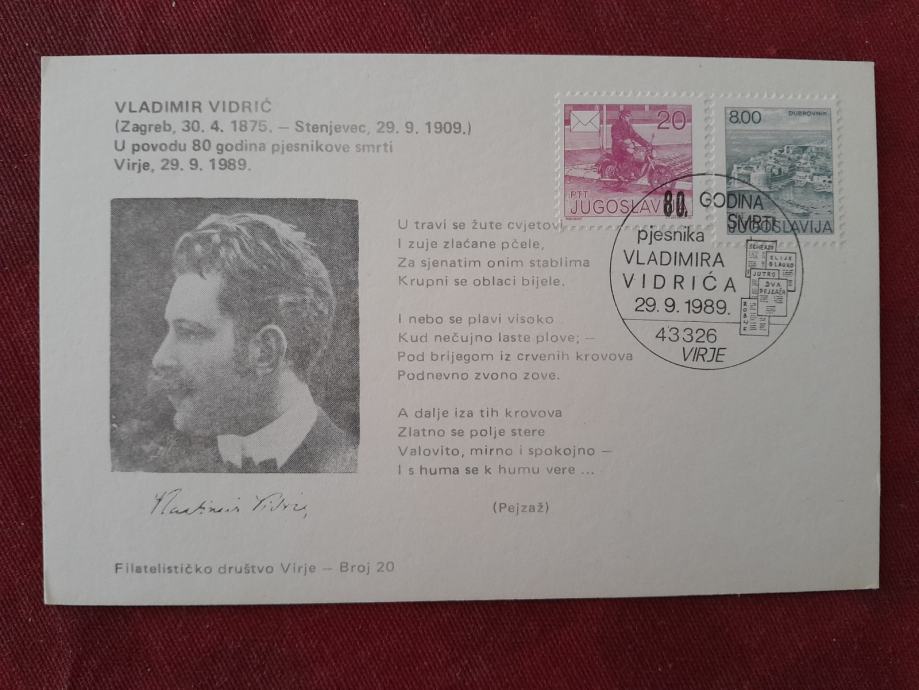 VLADIMIR VIDRIĆ
(Zagreb, 30. 4. 1875. — Stenjevec, 29. 9. 1909.)
U povodu 80 godina pjesnikove smrti
Virje, 29. 9. 1989.
U travi se žute cvjetovi
I zuje zlaćane pčele,
Za sjenatim onim stablima
Krupni se oblaci bijele.
I nebo se plavi visoko
Kud nečujno laste plove; —
Pod brijegom iz crvenih krovova
Podnevno zvono zove.
A dalje iza tih krovova
Zlatno se polje stere
Valovito, mirno i spokojno —
I s huma se k humu vere ...
(Pejzaž)
Vladimir Vidrić
Filatelističko društvo Virje — Broj 20
20
PTT
JUGOSLAVIJA
8.00
DUBROVNIK
JUGOSLAVIJA
80. GODINA
SMRTI
pjesnika
VLADIMIRA
VIDRIĆA
29. 9. 1989.
43326
VIRJE
JUTRO
DVA